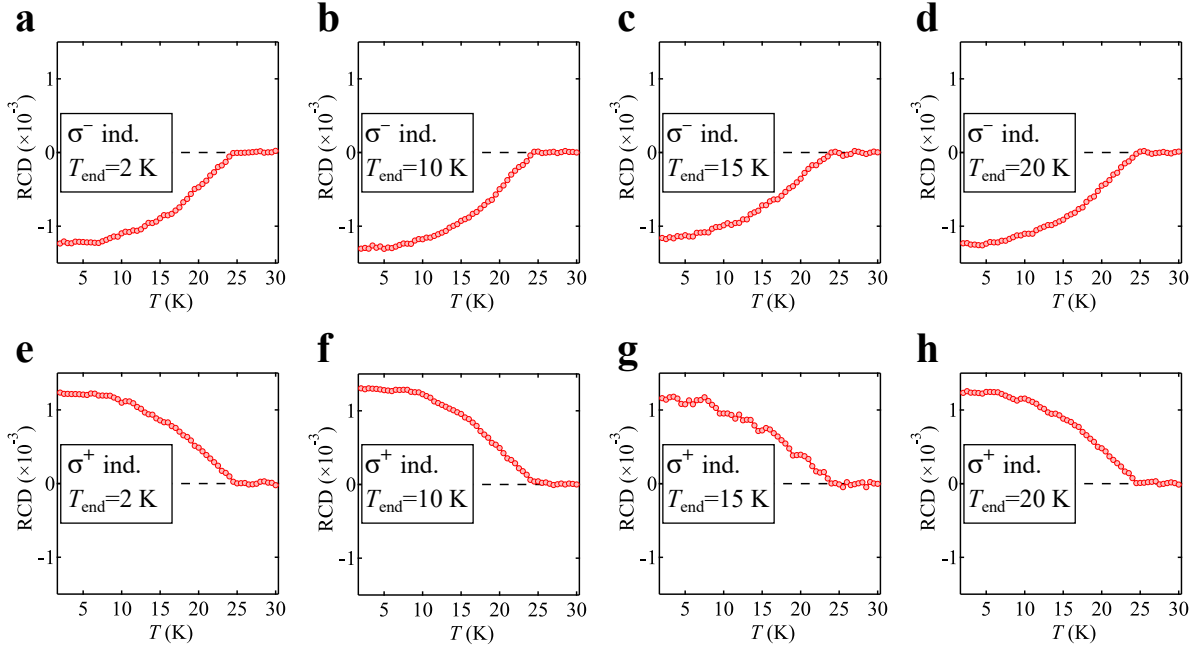 a
RCD (×10⁻³)
1
0
-1
σ⁻ ind.
T_end=2 K
5 10 15 20 25 30
T (K)
b
RCD (×10⁻³)
1
0
-1
σ⁻ ind.
T_end=10 K
5 10 15 20 25 30
T (K)
c
RCD (×10⁻³)
1
0
-1
σ⁻ ind.
T_end=15 K
5 10 15 20 25 30
T (K)
d
RCD (×10⁻³)
1
0
-1
σ⁻ ind.
T_end=20 K
5 10 15 20 25 30
T (K)
e
RCD (×10⁻³)
1
0
-1
σ⁺ ind.
T_end=2 K
5 10 15 20 25 30
T (K)
f
RCD (×10⁻³)
1
0
-1
σ⁺ ind.
T_end=10 K
5 10 15 20 25 30
T (K)
g
RCD (×10⁻³)
1
0
-1
σ⁺ ind.
T_end=15 K
5 10 15 20 25 30
T (K)
h
RCD (×10⁻³)
1
0
-1
σ⁺ ind.
T_end=20 K
5 10 15 20 25 30
T (K)